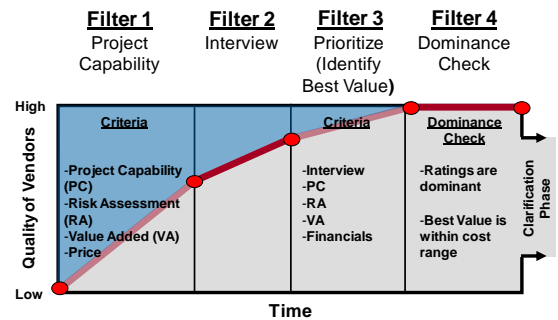 Filter 1
Project
Capability
Filter 2
Interview
Filter 3
Prioritize
(Identify
Best Value)
Filter 4
Dominance
Check
High
Low
Quality of Vendors
Criteria
-Project Capability
(PC)
-Risk Assessment
(RA)
-Value Added (VA)
-Price
Criteria
-Interview
-PC
-RA
-VA
-Financials
Dominance
Check
-Ratings are
dominant
-Best Value is
within cost
range
Clarification
Phase
Time